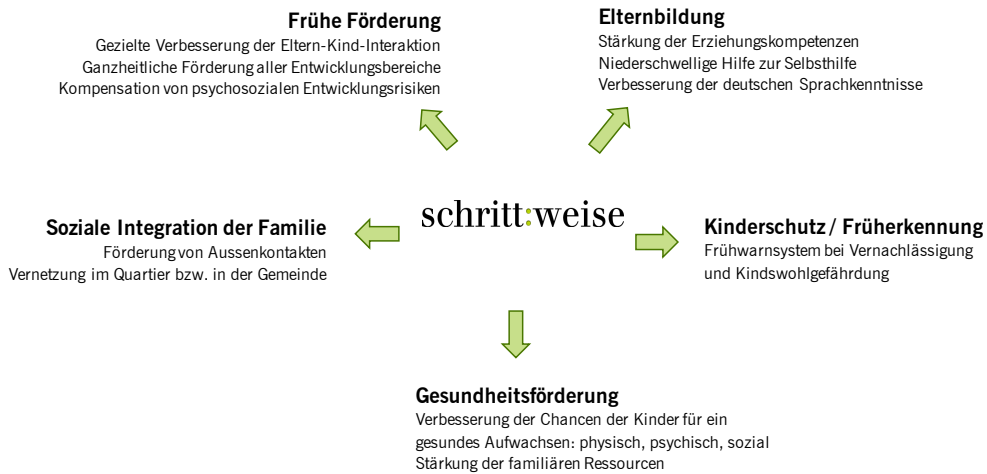 Frühe Förderung
Gezielte Verbesserung der Eltern-Kind-Interaktion
Ganzheitliche Förderung aller Entwicklungsbereiche
Kompensation von psychosozialen Entwicklungsrisiken
Elternbildung
Stärkung der Erziehungskompetenzen
Niederschwellige Hilfe zur Selbsthilfe
Verbesserung der deutschen Sprachkenntnisse
schritt:weise
Soziale Integration der Familie
Förderung von Aussenkontakten
Vernetzung im Quartier bzw. in der Gemeinde
Kinderschutz / Früherkennung
Frühwarnsystem bei Vernachlässigung
und Kindswohlgefährdung
Gesundheitsförderung
Verbesserung der Chancen der Kinder für ein
gesundes Aufwachsen: physisch, psychisch, sozial
Stärkung der familiären Ressourcen